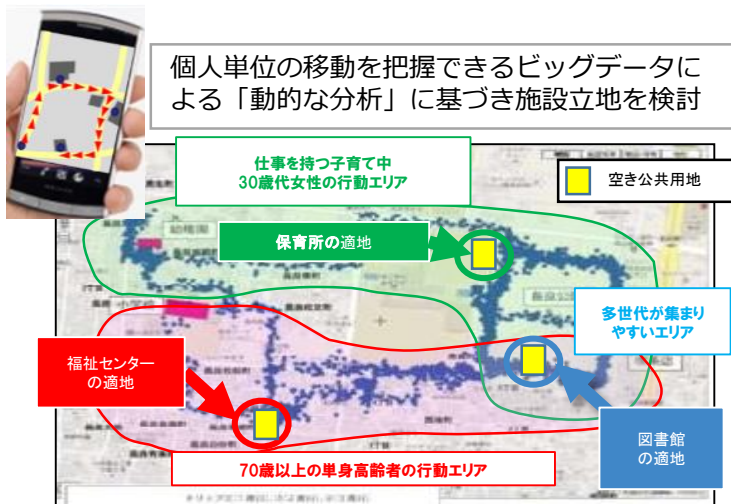 個人単位の移動を把握できるビッグデータに
よる「動的な分析」に基づき施設立地を検討
仕事を持つ子育て中
30歳代女性の行動エリア
空き公共用地
幼稚園
保育所の適地
小学校
多世代が集まり
やすいエリア
福祉センター
の適地
図書館
の適地
70歳以上の単身高齢者の行動エリア